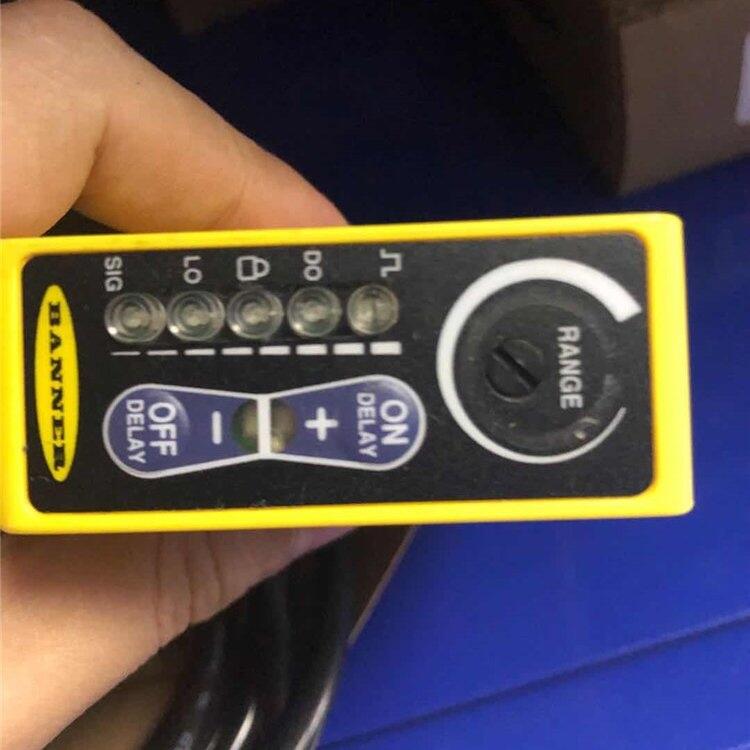 BANNER
SIG
LO
DO
OFF
DELAY
-
+
ON
DELAY
RANGE